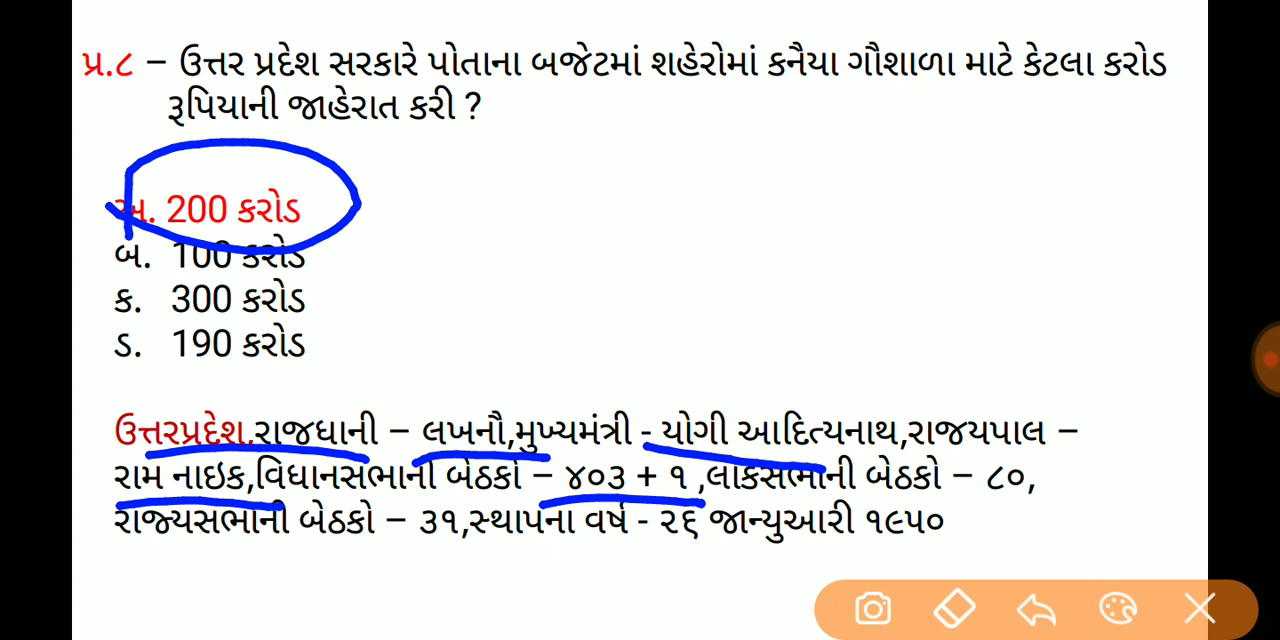 પ્ર.૮ – ઉત્તર પ્રદેશ સરકારે પોતાના બજેટમાં શહેરોમાં કનૈયા ગૌશાળા માટે કેટલા કરોડ
રૂપિયાની જાહેરાત કરી ?
અ. 200 કરોડ
બ. 100 કરોડ
ક. 300 કરોડ
ડ. 190 કરોડ
ઉત્તરપ્રદેશ,રાજધાની – લખનૌ,મુખ્યમંત્રી - યોગી આદિત્યનાથ,રાજયપાલ –
રામ નાઇક,વિધાનસભાની બેઠકો – ૪૦૩ + ૧ ,લોકસભાની બેઠકો – ૮૦,
રાજ્યસભાની બેઠકો – ૩૧,સ્થાપના વર્ષ - ૨૬ જાન્યુઆરી ૧૯૫૦